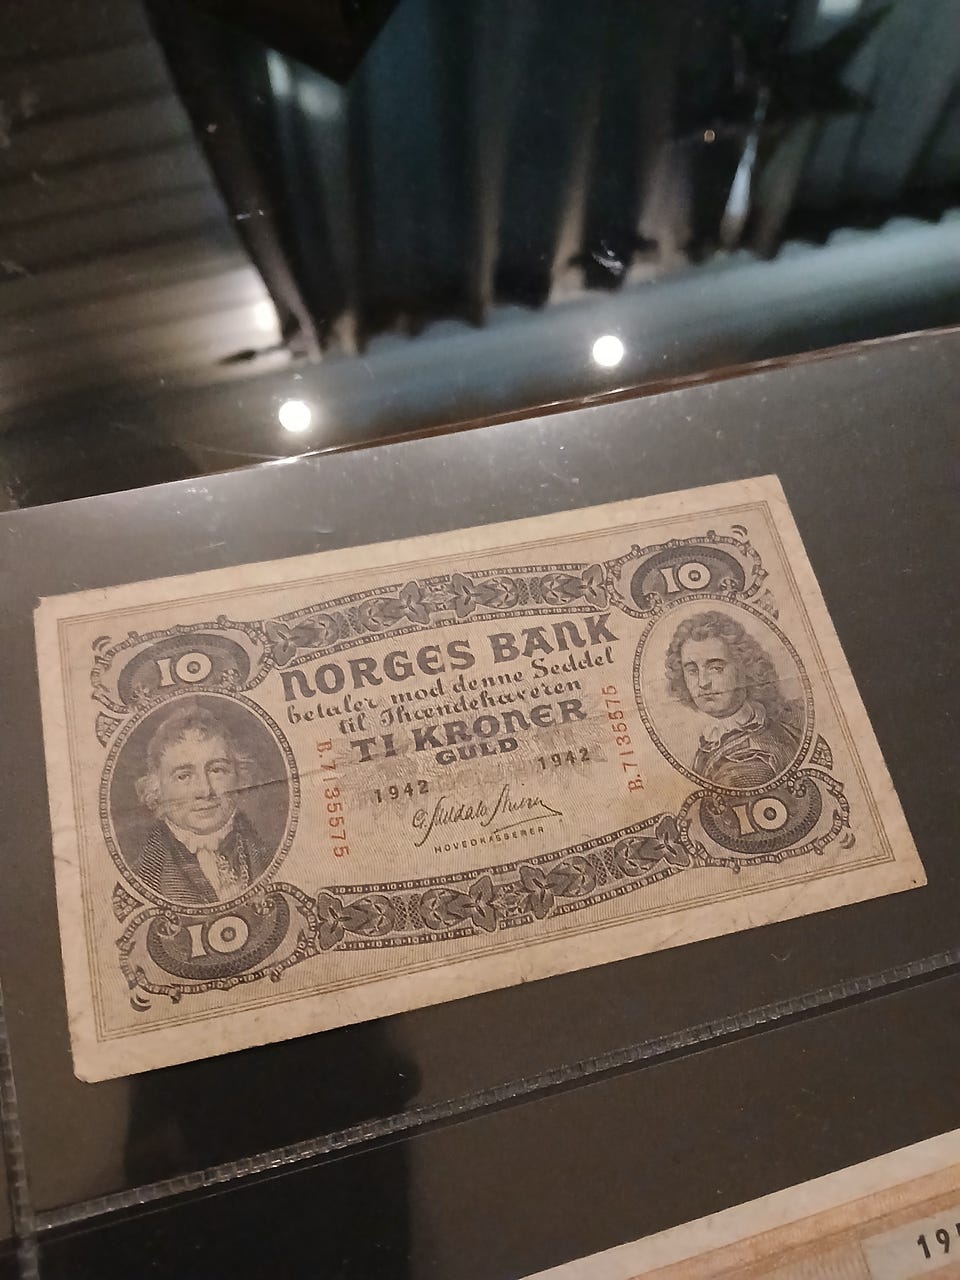 10
10
NORGES BANK
betaler mod denne Seddel
til Ihændehaveren
TI KRONER
GULD
B.7135575
B.7135575
1942
1942
HOVEDKASSERER
10
10